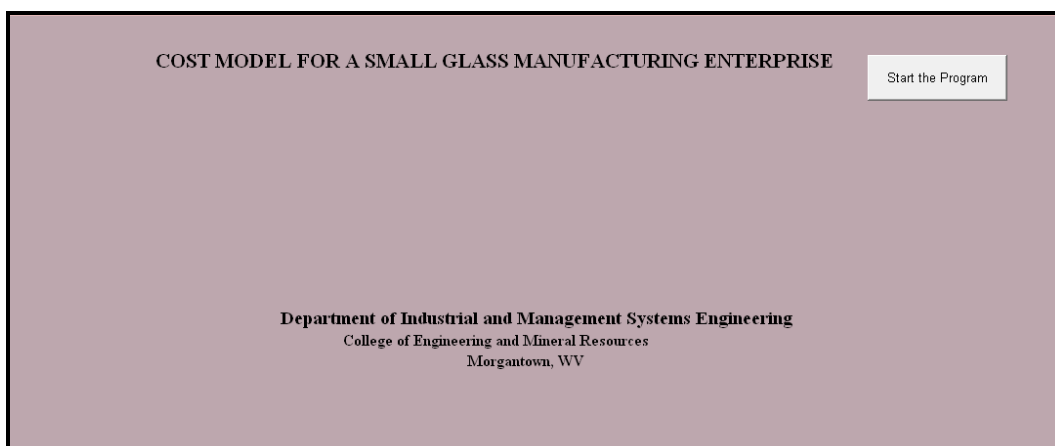 COST MODEL FOR A SMALL GLASS MANUFACTURING ENTERPRISE
Start the Program
Department of Industrial and Management Systems Engineering
College of Engineering and Mineral Resources
Morgantown, WV